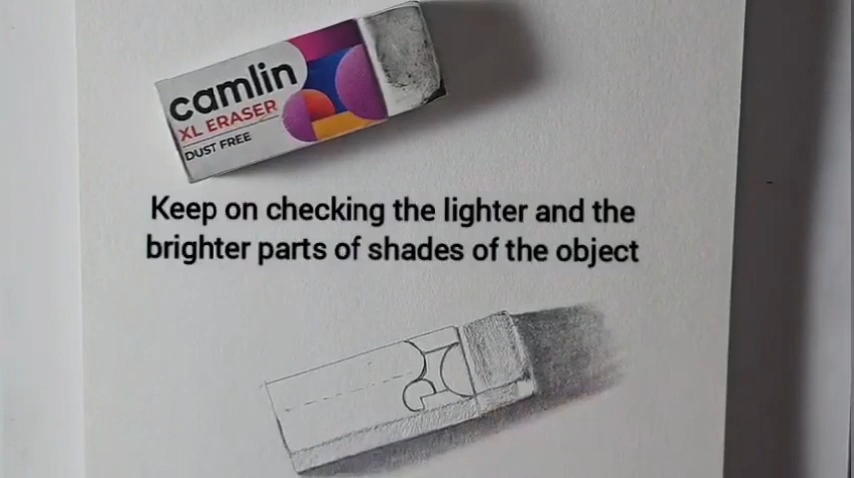 camlin
XL ERASER
DUST FREE
Keep on checking the lighter and the
brighter parts of shades of the object